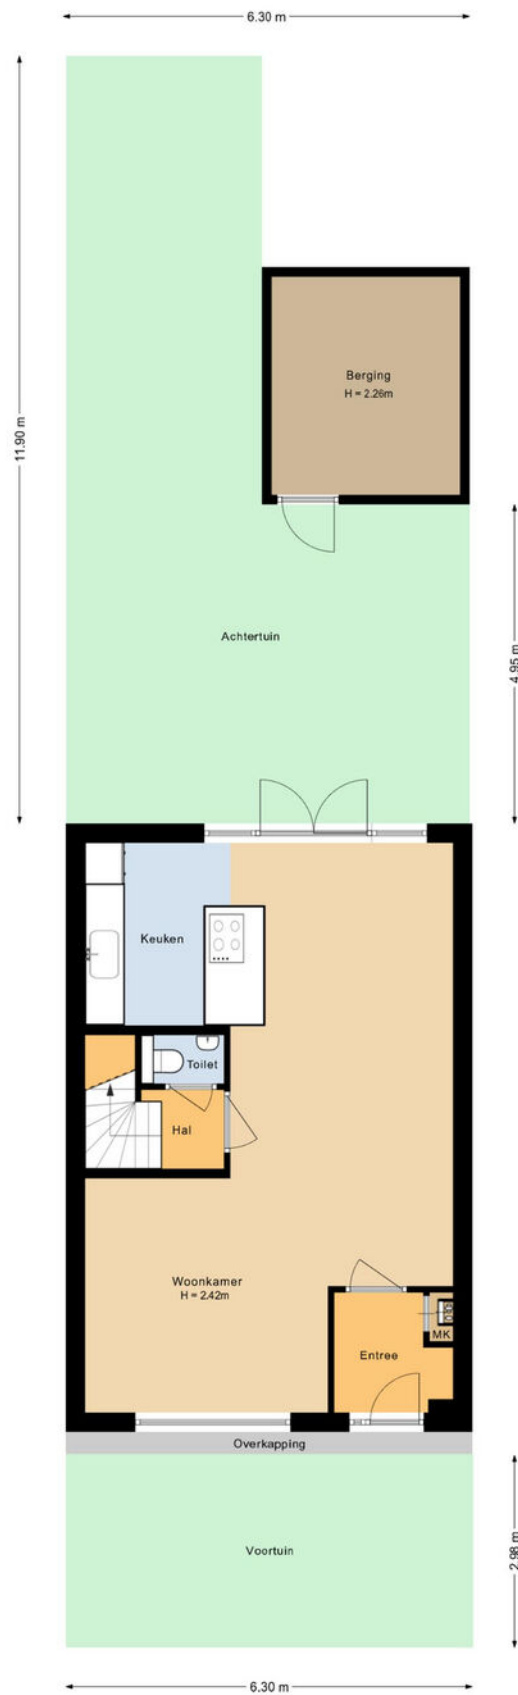 6.30 m
11.90 m
Berging
H = 2.26m
4.95 m
Achtertuin
Keuken
Toilet
Hal
Woonkamer
H = 2.42m
MK
Entree
Overkapping
Voortuin
2.98 m
6.30 m